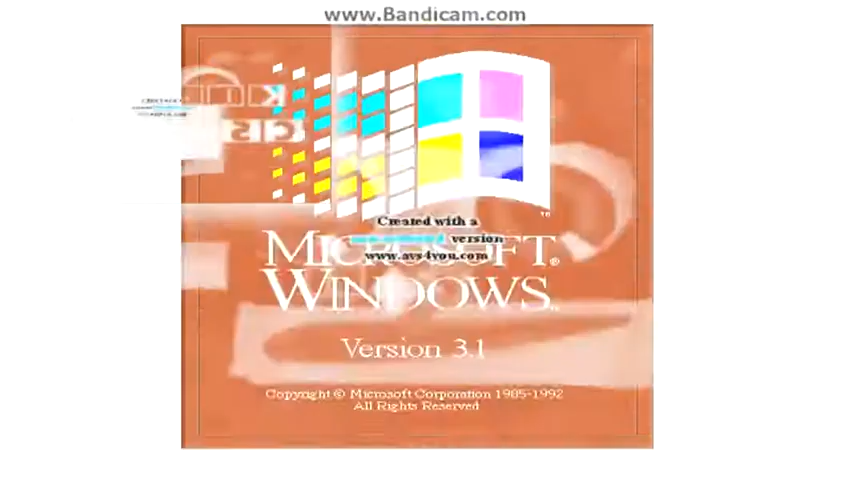 www.Bandicam.com
Created with a
version
www.avs4you.com
MICROSOFT®
WINDOWS™
Version 3.1
Copyright © Microsoft Corporation 1985-1992
All Rights Reserved